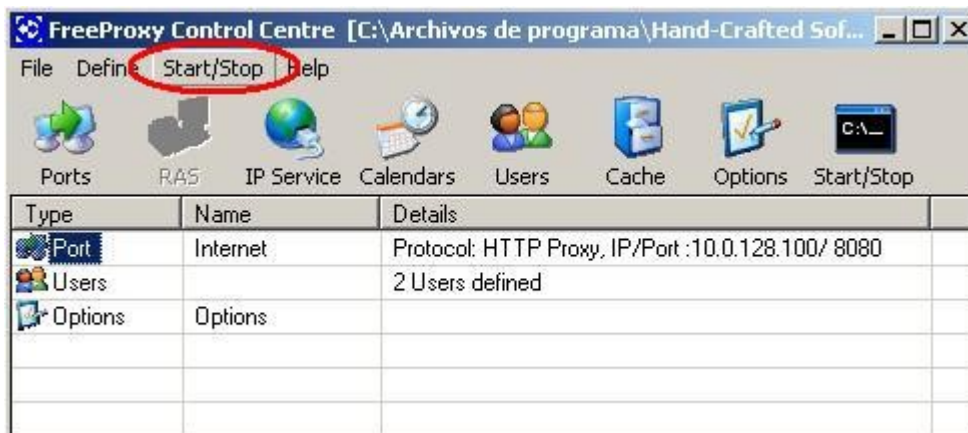 FreeProxy Control Centre [C:\Archivos de programa\Hand-Crafted Sof...
File Define Start/Stop Help
Ports RAS IP Service Calendars Users Cache Options Start/Stop
C:\_
Type Name Details
Port Internet Protocol: HTTP Proxy, IP/Port :10.0.128.100/ 8080
Users 2 Users defined
Options Options